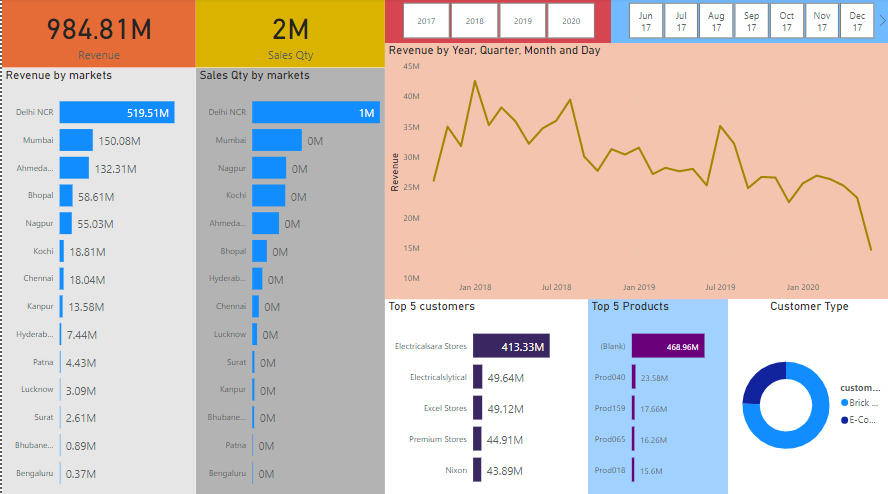 984.81M
Revenue
2M
Sales Qty
2017
2018
2019
2020
Jun 17
Jul 17
Aug 17
Sep 17
Oct 17
Nov 17
Dec 17
Revenue by markets
Delhi NCR 519.51M
Mumbai 150.08M
Ahmeda... 132.31M
Bhopal 58.61M
Nagpur 55.03M
Kochi 18.81M
Chennai 18.04M
Kanpur 13.58M
Hyderab... 7.44M
Patna 4.43M
Lucknow 3.09M
Surat 2.61M
Bhubane... 0.89M
Bengaluru 0.37M
Sales Qty by markets
Delhi NCR 1M
Mumbai 0M
Nagpur 0M
Kochi 0M
Ahmeda... 0M
Bhopal 0M
Hyderab... 0M
Chennai 0M
Lucknow 0M
Surat 0M
Kanpur 0M
Bhubane... 0M
Patna 0M
Bengaluru 0M
Revenue by Year, Quarter, Month and Day
Revenue
45M
40M
35M
30M
25M
20M
15M
10M
Jan 2018
Jul 2018
Jan 2019
Jul 2019
Jan 2020
Top 5 customers
Electricalsara Stores 413.33M
Electricalslytical 49.64M
Excel Stores 49.12M
Premium Stores 44.91M
Nixon 43.89M
Top 5 Products
(Blank) 468.96M
Prod040 23.58M
Prod159 17.66M
Prod065 16.26M
Prod018 15.6M
Customer Type
custom...
Brick ...
E-Co...